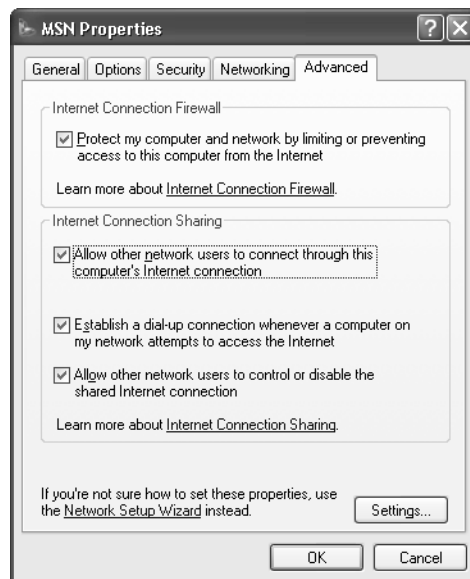 MSN Properties
General Options Security Networking Advanced
Internet Connection Firewall
Protect my computer and network by limiting or preventing
access to this computer from the Internet
Learn more about Internet Connection Firewall.
Internet Connection Sharing
Allow other network users to connect through this
computer's Internet connection
Establish a dial-up connection whenever a computer on
my network attempts to access the Internet
Allow other network users to control or disable the
shared Internet connection
Learn more about Internet Connection Sharing.
If you're not sure how to set these properties, use
the Network Setup Wizard instead.
Settings...
OK Cancel